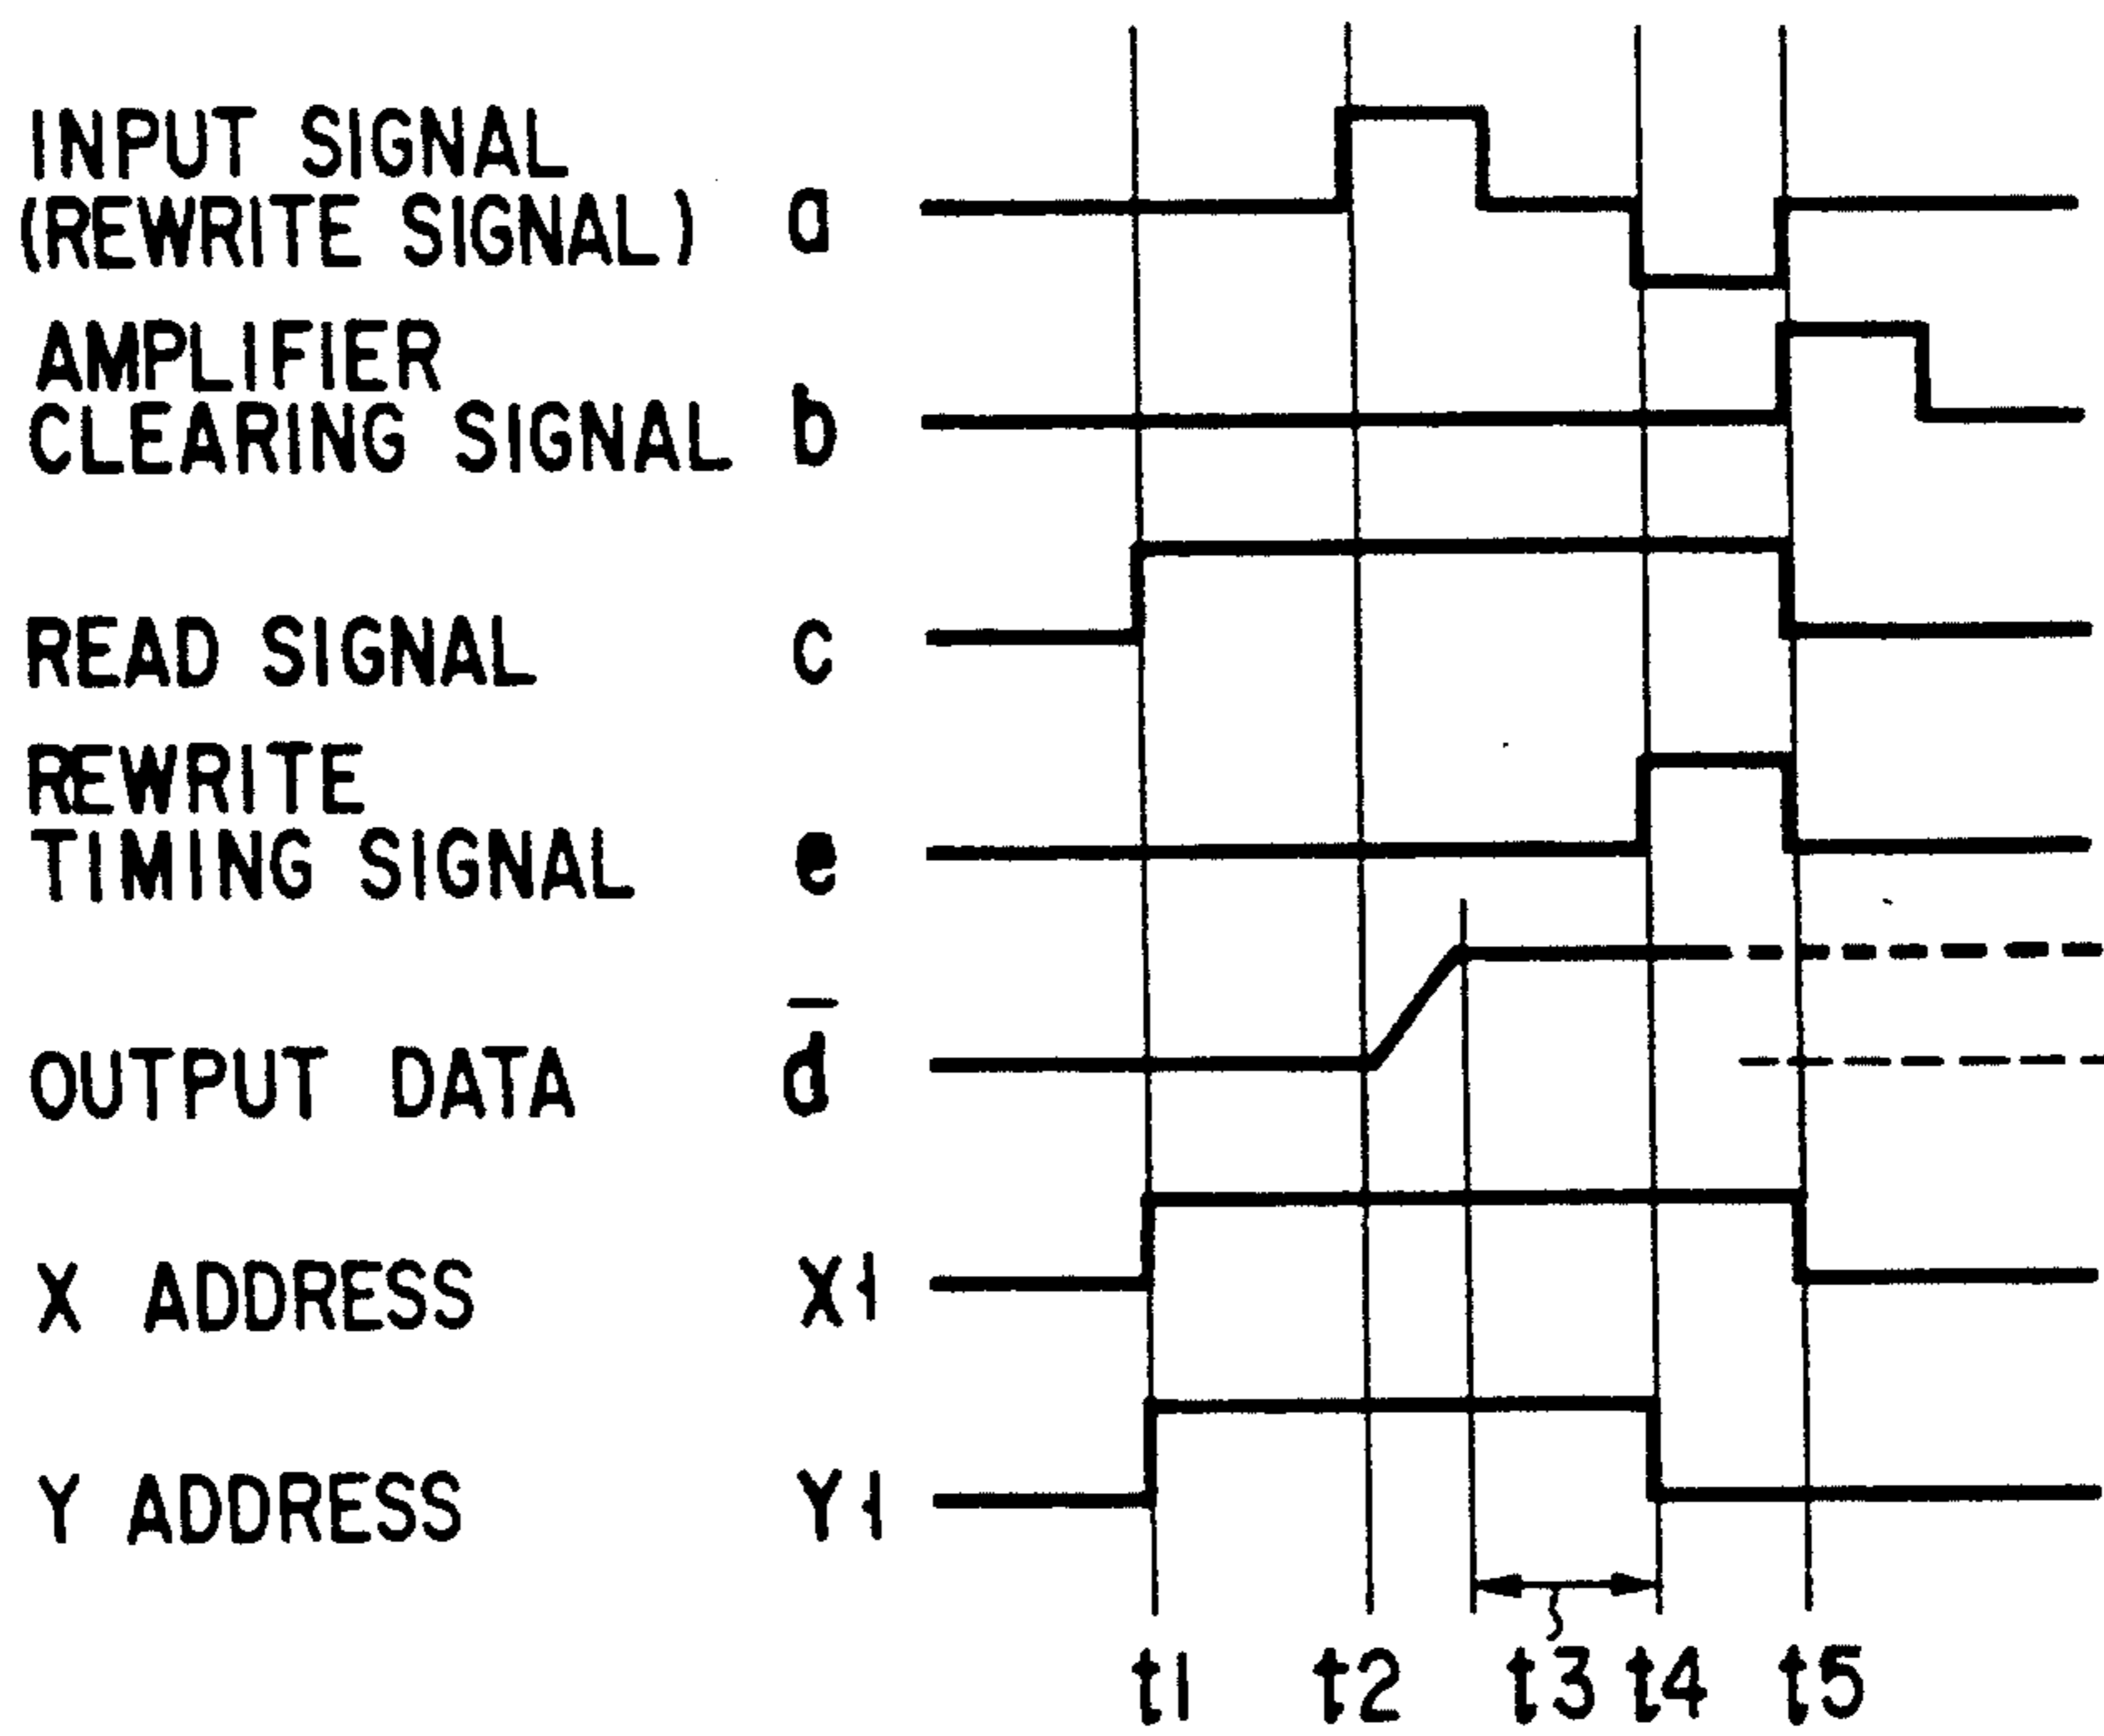 INPUT SIGNAL
(REWRITE SIGNAL) a
AMPLIFIER
CLEARING SIGNAL b
READ SIGNAL c
REWRITE
TIMING SIGNAL e
OUTPUT DATA d̅
X ADDRESS X1
Y ADDRESS Y1
t1 t2 t3 t4 t5